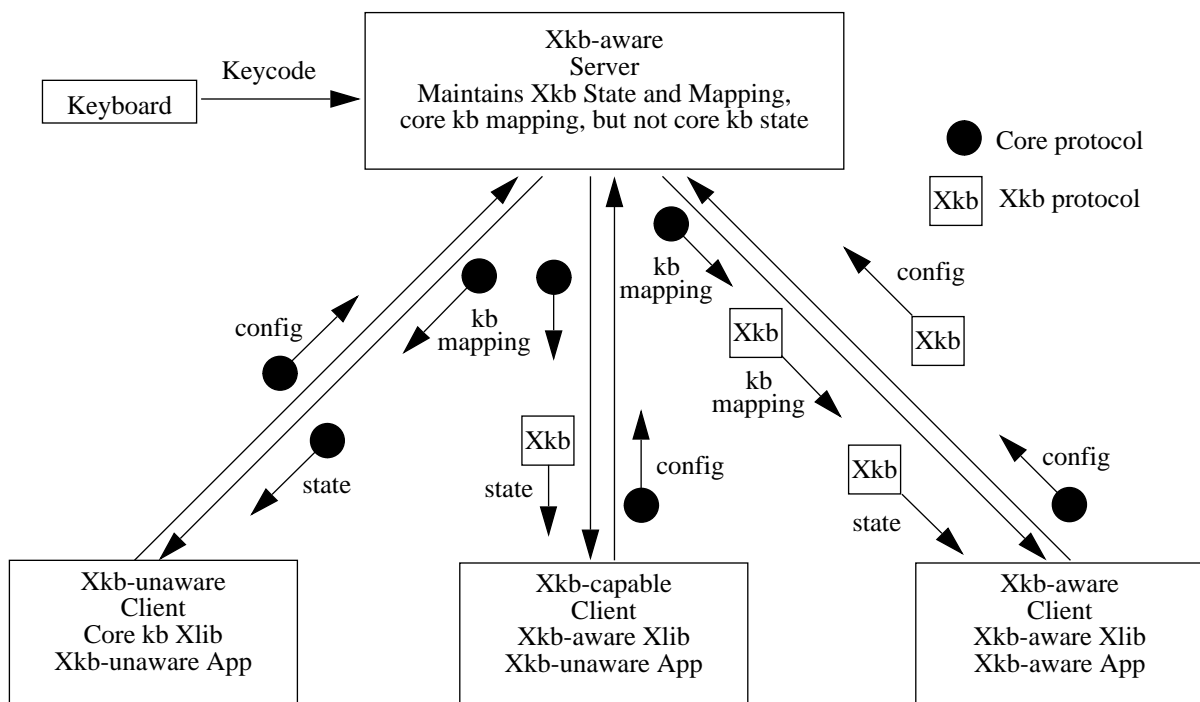 Xkb-aware
Server
Maintains Xkb State and Mapping,
core kb mapping, but not core kb state
Keycode
Keyboard
Core protocol
Xkb
Xkb protocol
kb
mapping
config
kb
mapping
config
Xkb
Xkb
kb
mapping
Xkb
state
config
Xkb
state
config
state
Xkb-unaware
Client
Core kb Xlib
Xkb-unaware App
Xkb-capable
Client
Xkb-aware Xlib
Xkb-unaware App
Xkb-aware
Client
Xkb-aware Xlib
Xkb-aware App